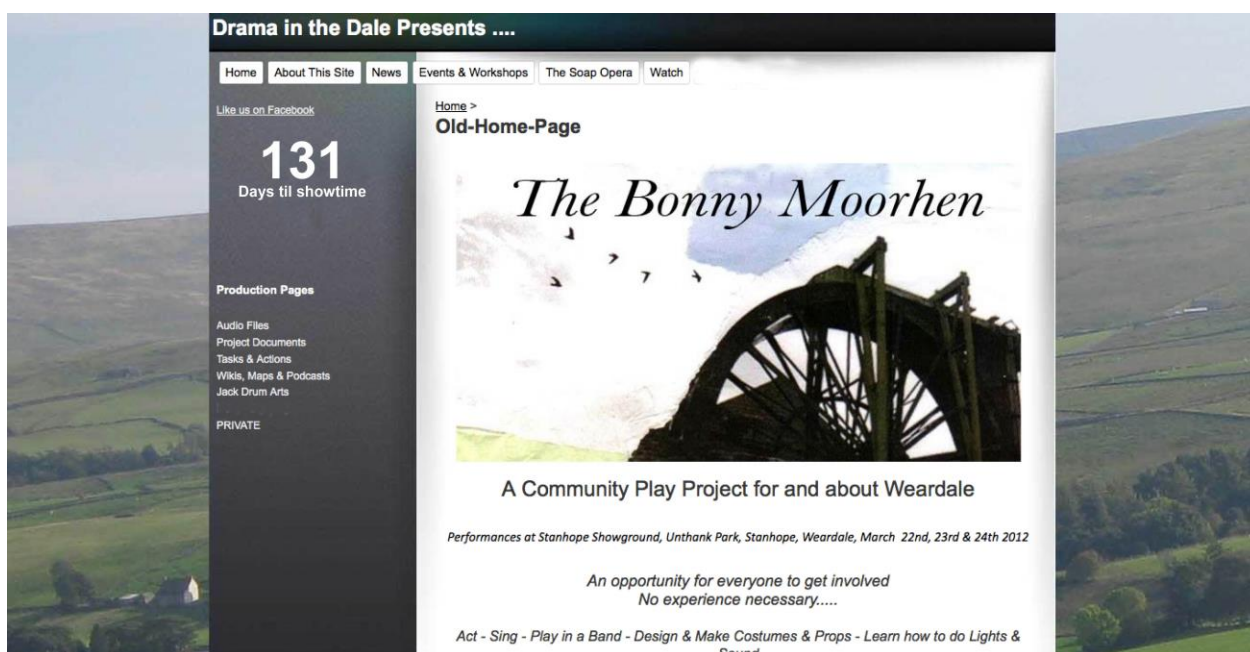 Drama in the Dale Presents ....
Home About This Site News Events & Workshops The Soap Opera Watch
Like us on Facebook
131
Days til showtime
Production Pages
Audio Files
Project Documents
Tasks & Actions
Wikis, Maps & Podcasts
Jack Drum Arts
PRIVATE
Home >
Old-Home-Page
The Bonny Moorhen
A Community Play Project for and about Weardale
Performances at Stanhope Showground, Unthank Park, Stanhope, Weardale, March 22nd, 23rd & 24th 2012
An opportunity for everyone to get involved
No experience necessary.....
Act - Sing - Play in a Band - Design & Make Costumes & Props - Learn how to do Lights &